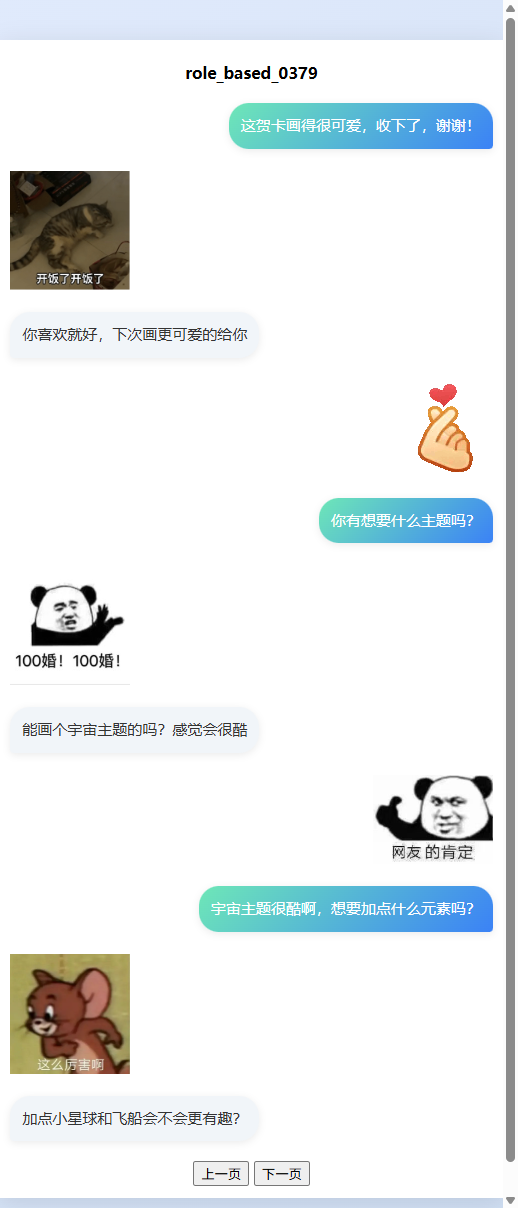 role_based_0379
这贺卡画得很可爱，收下了，谢谢！
开饭了开饭了
你喜欢就好，下次画更可爱的给你
你有想要什么主题吗？
100婚！100婚！
能画个宇宙主题的吗？感觉会很酷
网友的肯定
宇宙主题很酷啊，想要加点什么元素吗？
这么厉害啊
加点小星球和飞船会不会更有趣？
上一页 下一页